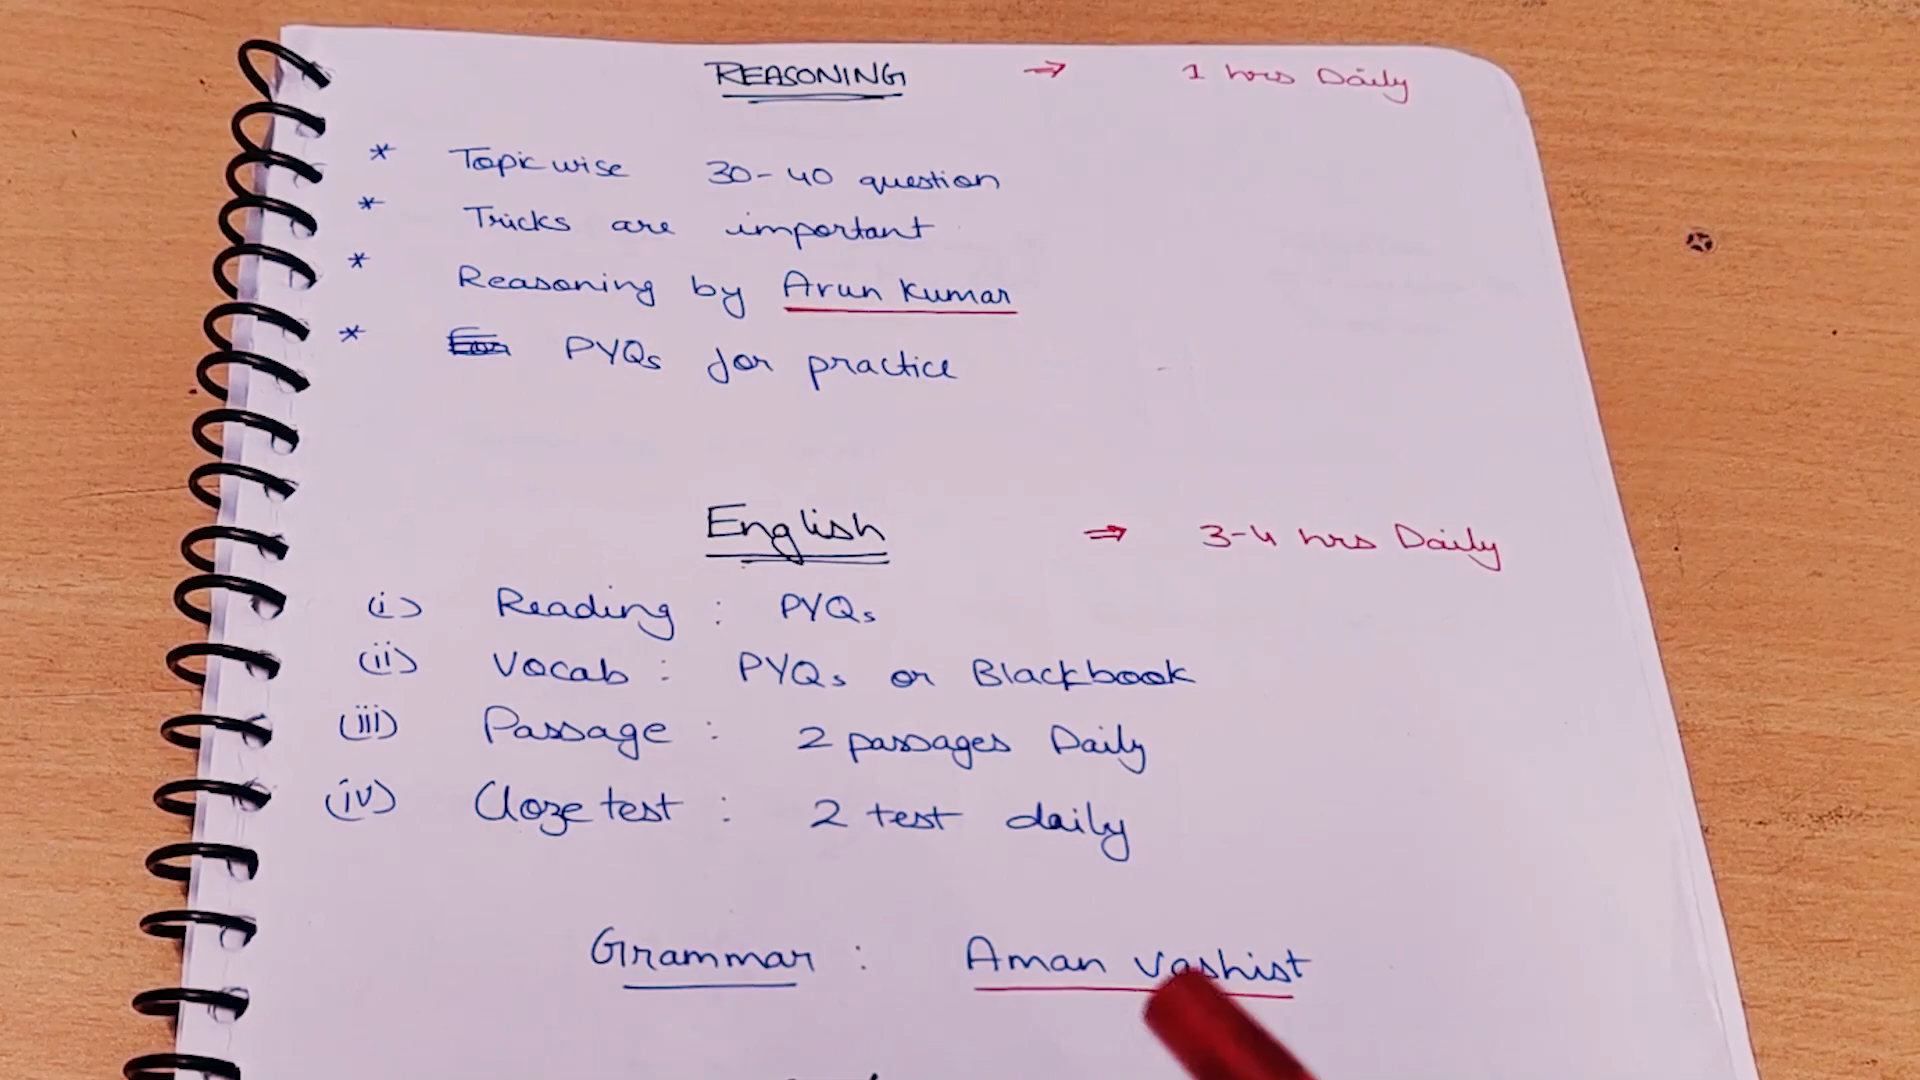 REASONING ⇒ 1 hrs Daily
* Topicwise 30-40 question
* Tricks are important
* Reasoning by Arun Kumar
* PYQs for practice
English ⇒ 3-4 hrs Daily
(i) Reading : PYQs
(ii) Vocab : PYQs or Blackbook
(iii) Passage : 2 passages Daily
(iv) Cloze test : 2 test daily
Grammar : Aman Vashist